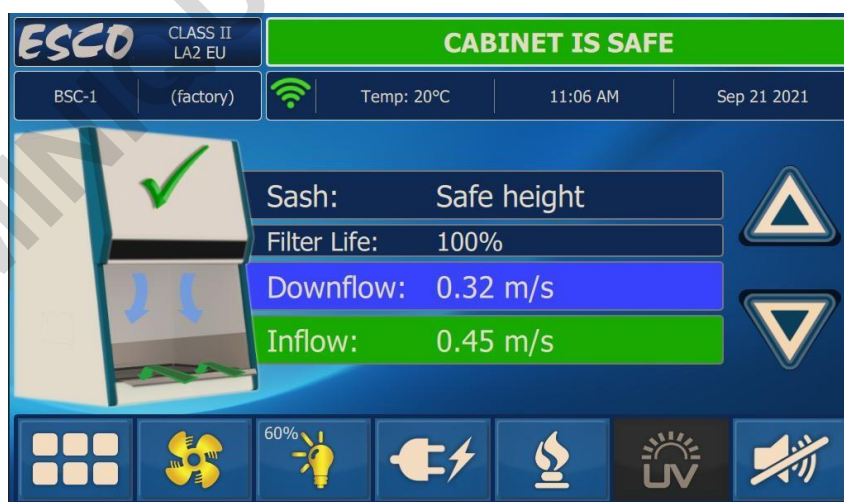 ESCO
CLASS II
LA2 EU
CABINET IS SAFE
BSC-1 (factory) Temp: 20°C 11:06 AM Sep 21 2021
Sash: Safe height
Filter Life: 100%
Downflow: 0.32 m/s
Inflow: 0.45 m/s
60%
UV